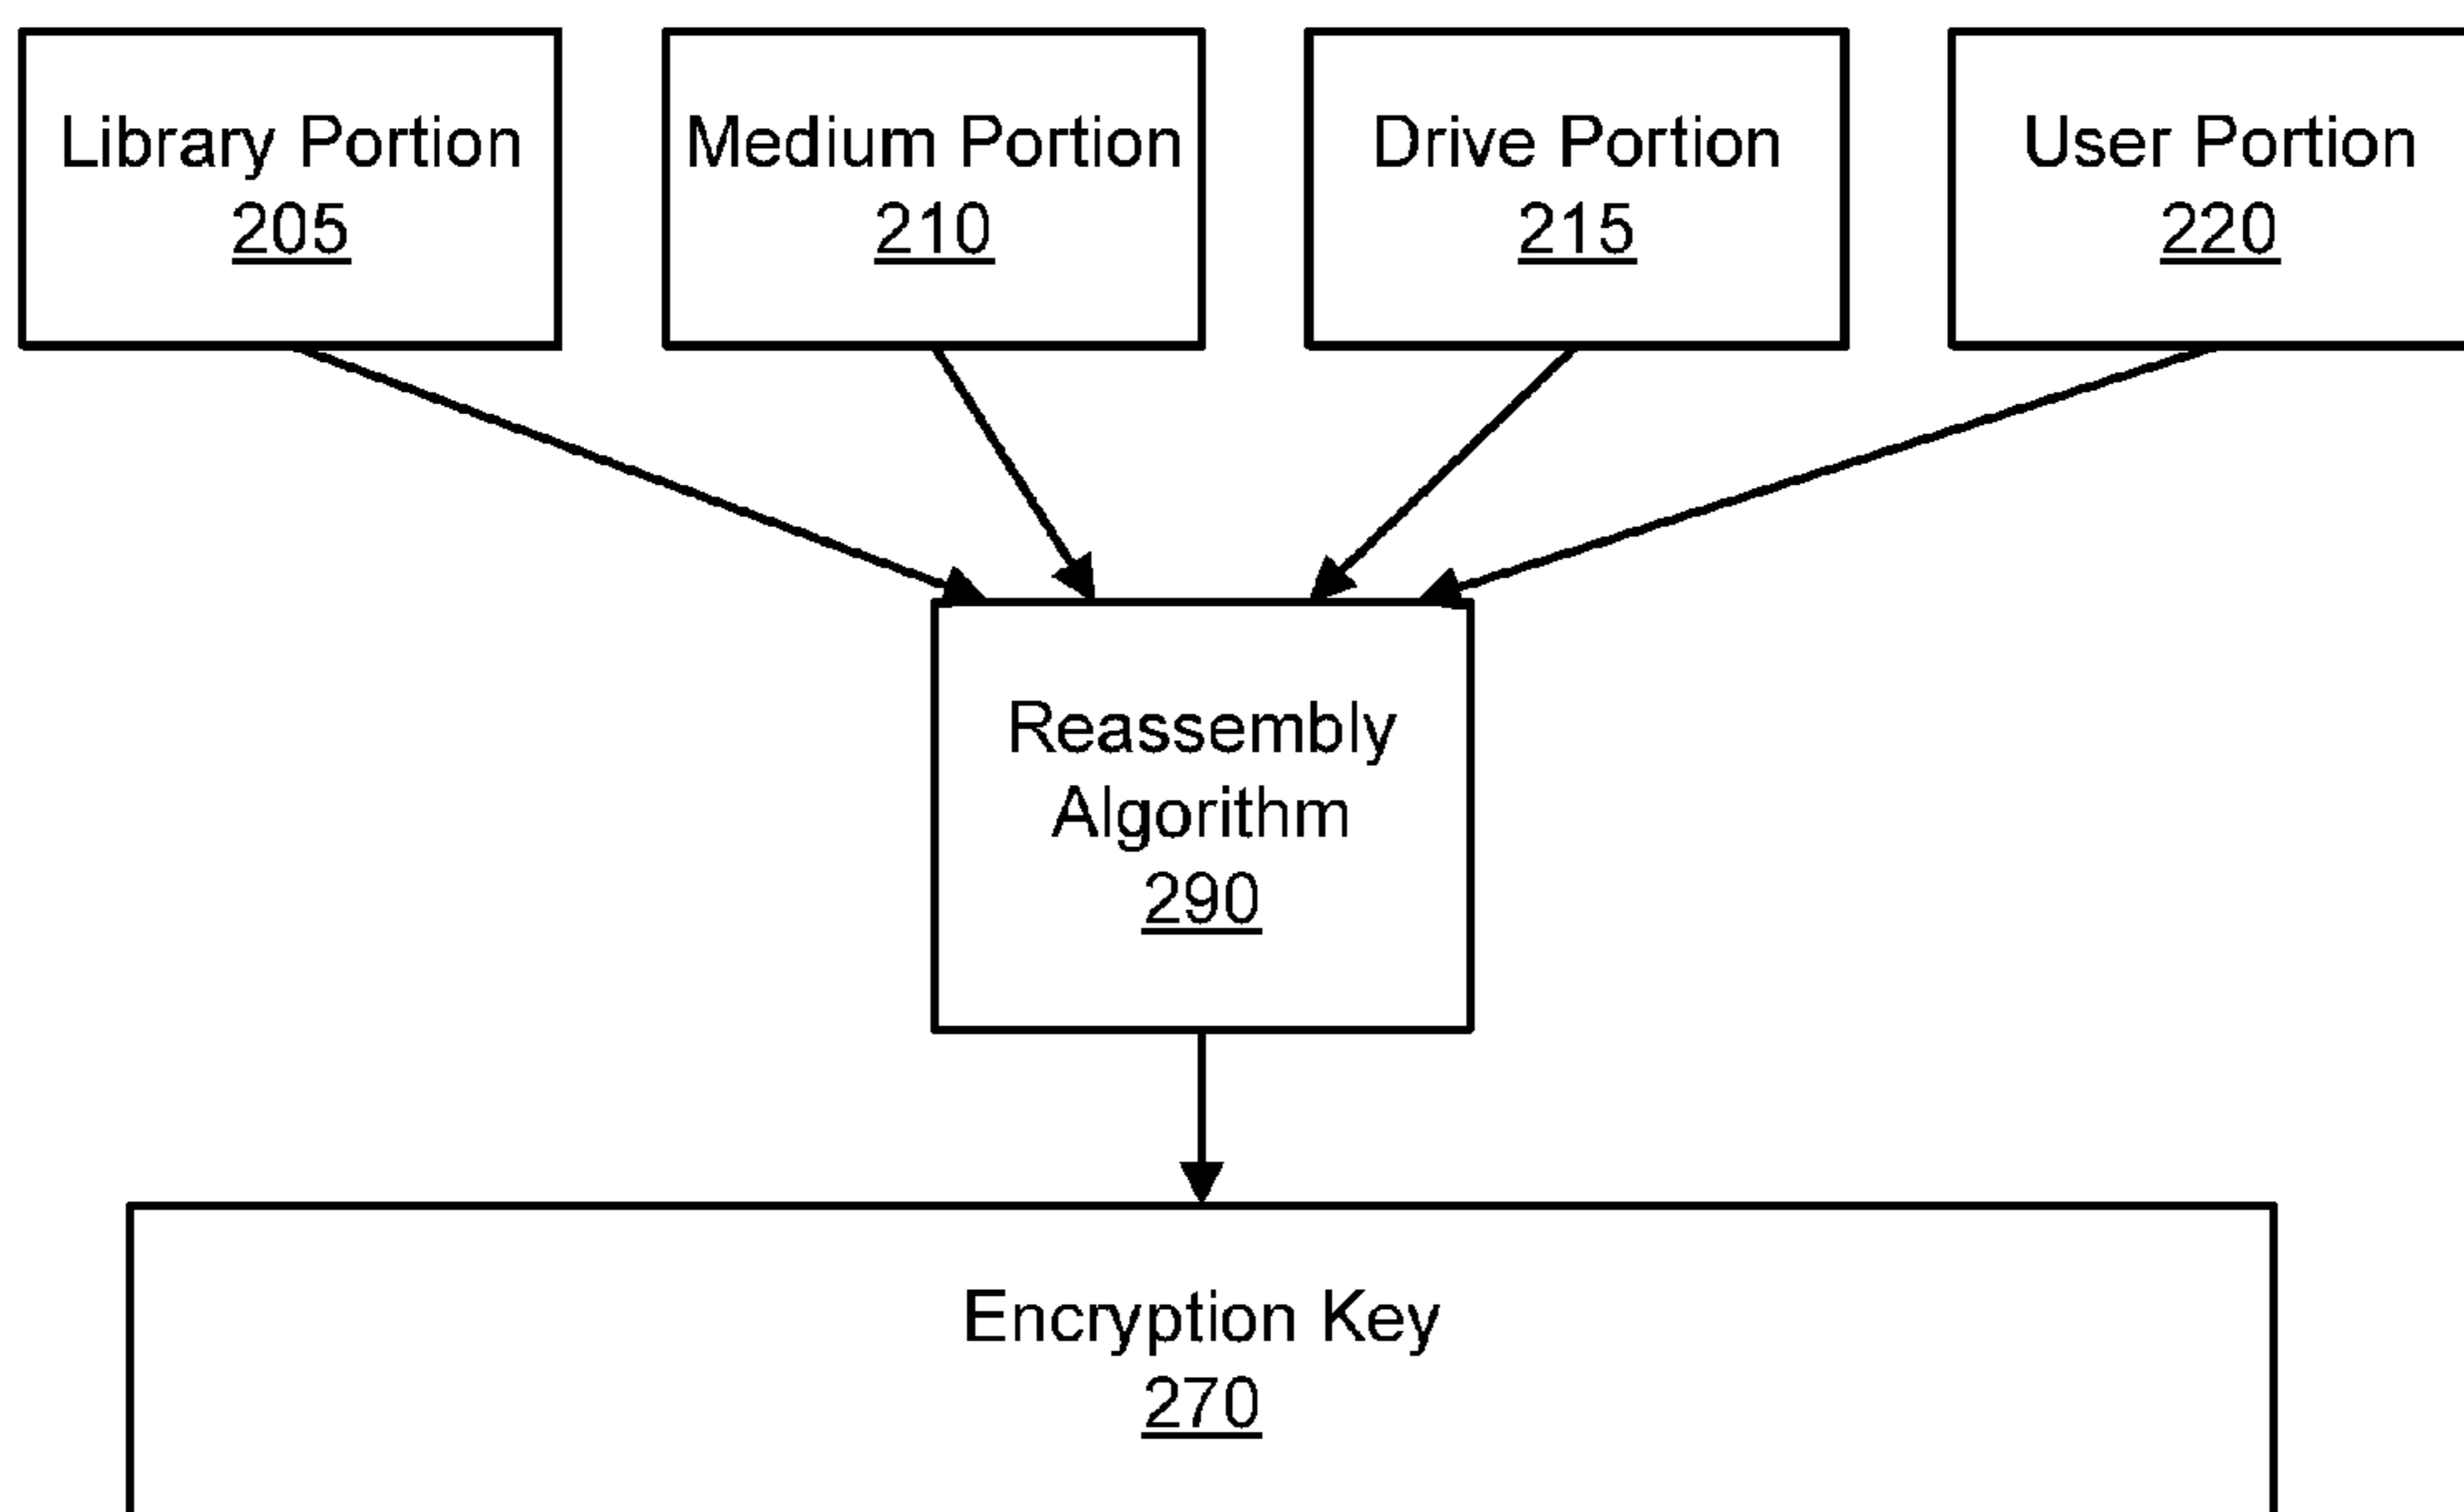 Library Portion
205
Medium Portion
210
Drive Portion
215
User Portion
220
Reassembly
Algorithm
290
Encryption Key
270